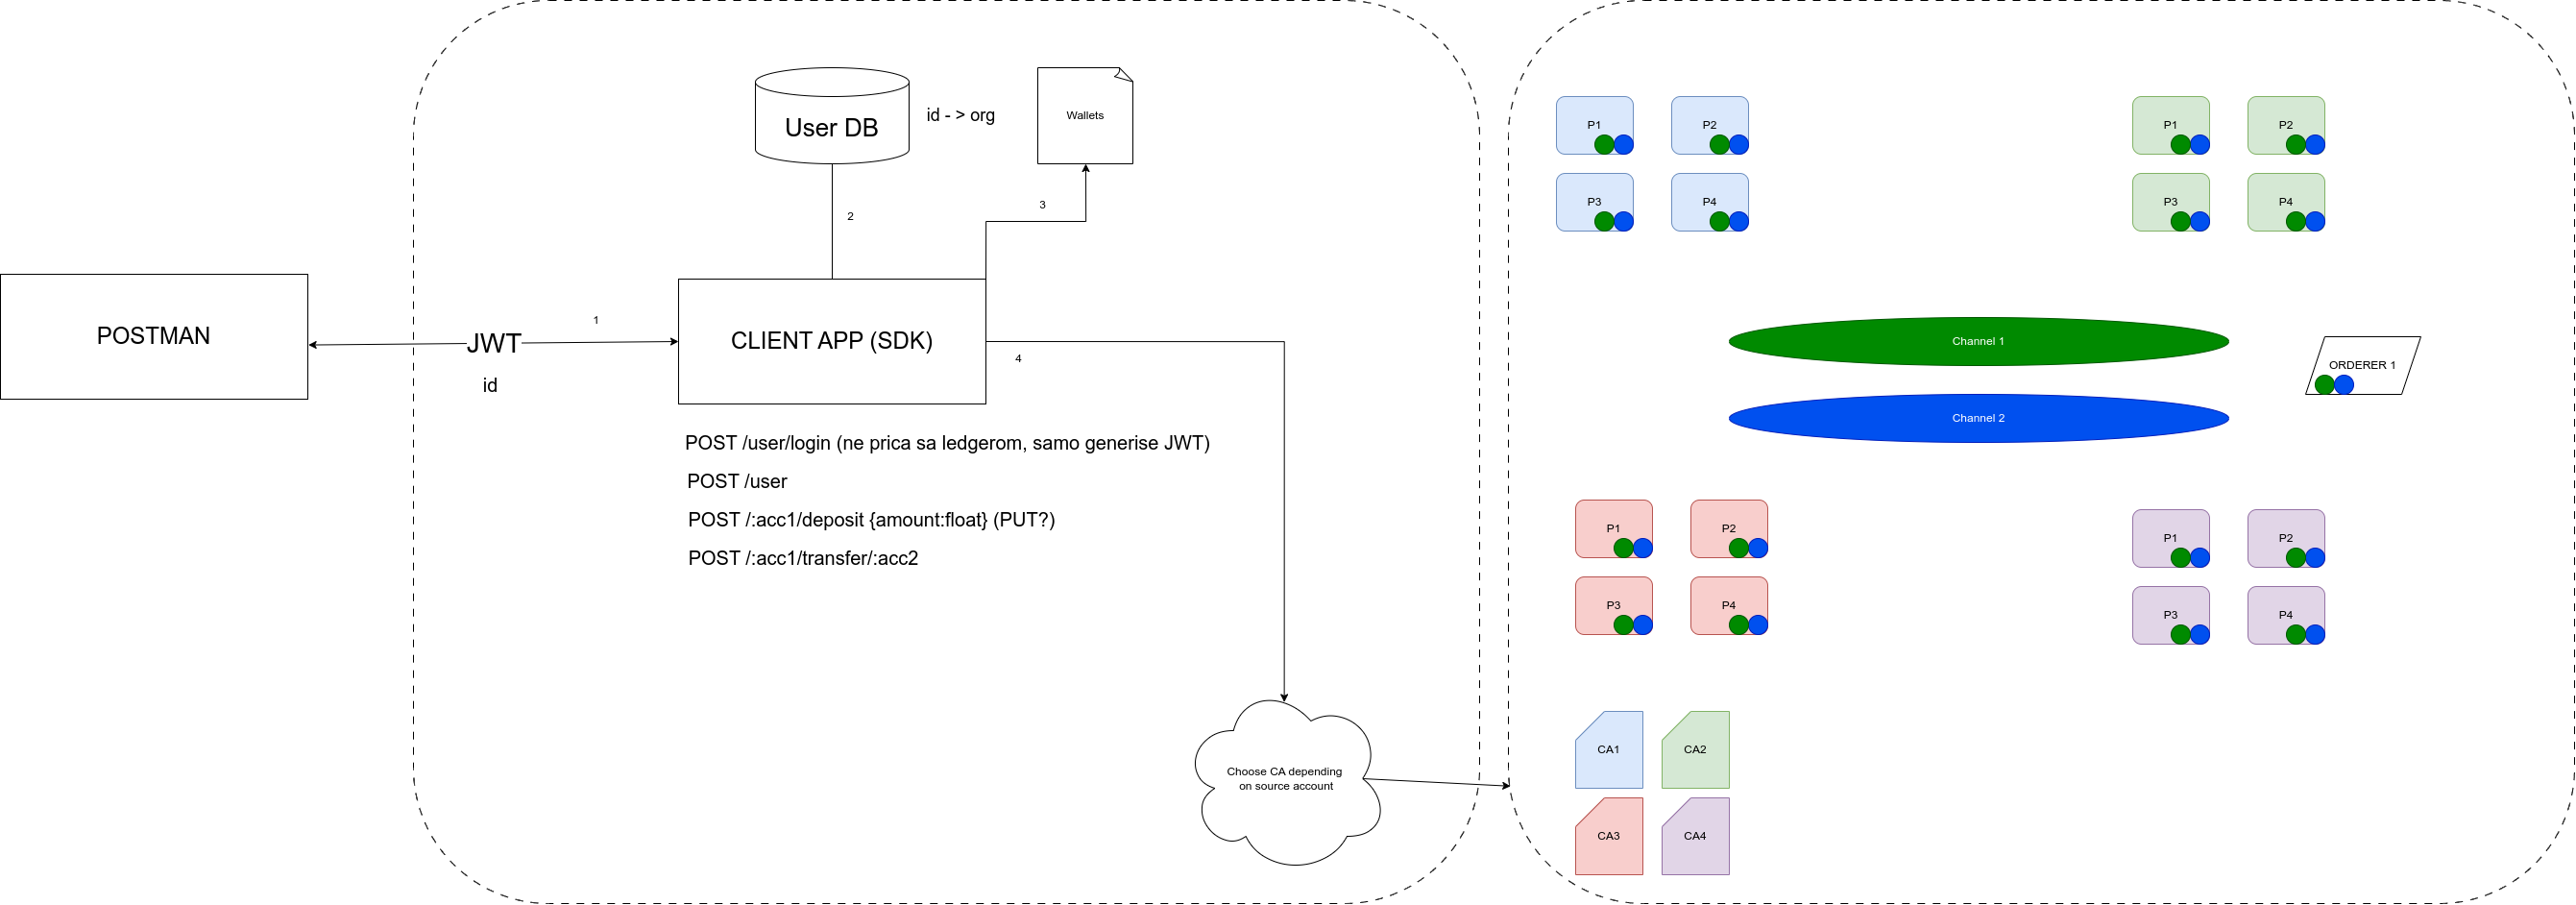 POSTMAN
JWT
id
1
User DB
id - > org
Wallets
2
3
CLIENT APP (SDK)
4
POST /user/login (ne prica sa ledgerom, samo generise JWT)
POST /user
POST /:acc1/deposit {amount:float} (PUT?)
POST /:acc1/transfer/:acc2
Choose CA depending
on source account
P1
P2
P3
P4
P1
P2
P3
P4
Channel 1
Channel 2
ORDERER 1
P1
P2
P3
P4
P1
P2
P3
P4
CA1
CA2
CA3
CA4